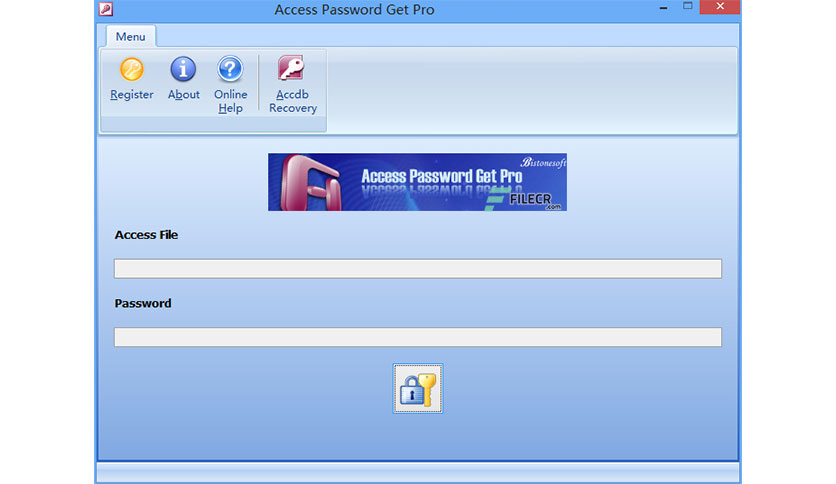 Access Password Get Pro
Menu
Register
About
Online
Help
Accdb
Recovery
Bistonesoft
Access Password Get Pro
FILECR
.com
Access File
Password